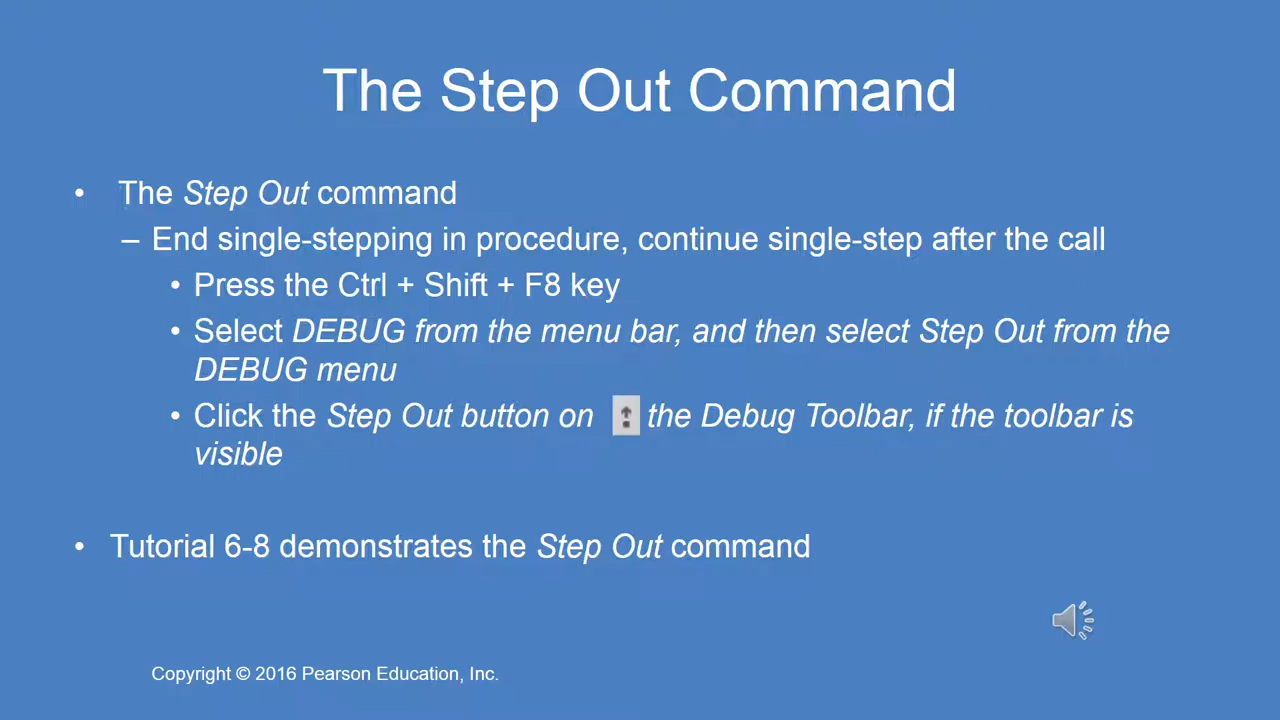 The Step Out Command
• The Step Out command
– End single-stepping in procedure, continue single-step after the call
• Press the Ctrl + Shift + F8 key
• Select DEBUG from the menu bar, and then select Step Out from the
DEBUG menu
• Click the Step Out button on the Debug Toolbar, if the toolbar is
visible
• Tutorial 6-8 demonstrates the Step Out command
Copyright © 2016 Pearson Education, Inc.